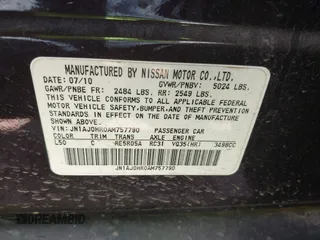 MANUFACTURED BY NISSAN MOTOR CO.,LTD.
DATE: 07/10 GVWR/PNBV: 5024 LBS.
GAWR/PNBE FR: 2484 LBS. RR: 2549 LBS.
THIS VEHICLE CONFORMS TO ALL APPLICABLE FEDERAL
MOTOR VEHICLE SAFETY, BUMPER, AND THEFT PREVENTION
STANDARDS IN EFFECT ON THE DATE OF MANUFACTURE
SHOWN ABOVE.
VIN: JN1AJ0HR0AM757790 PASSENGER CAR
COLOR TRIM TRANS AXLE ENGINE
L50 C RE5R05A RC31 VQ35(HR) 3498CC
JN1AJ0HR0AM757790
DREAMBID